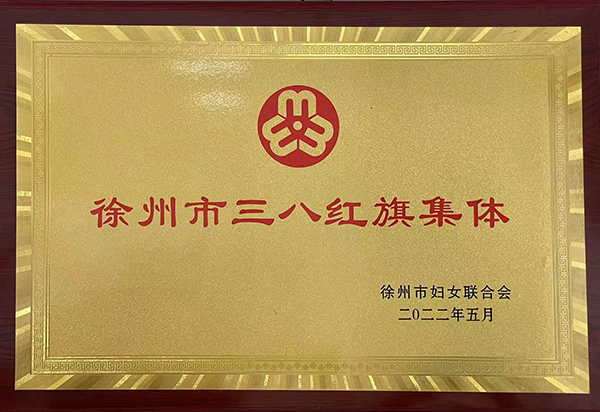 徐州市三八红旗集体
徐州市妇女联合会
二〇二二年五月